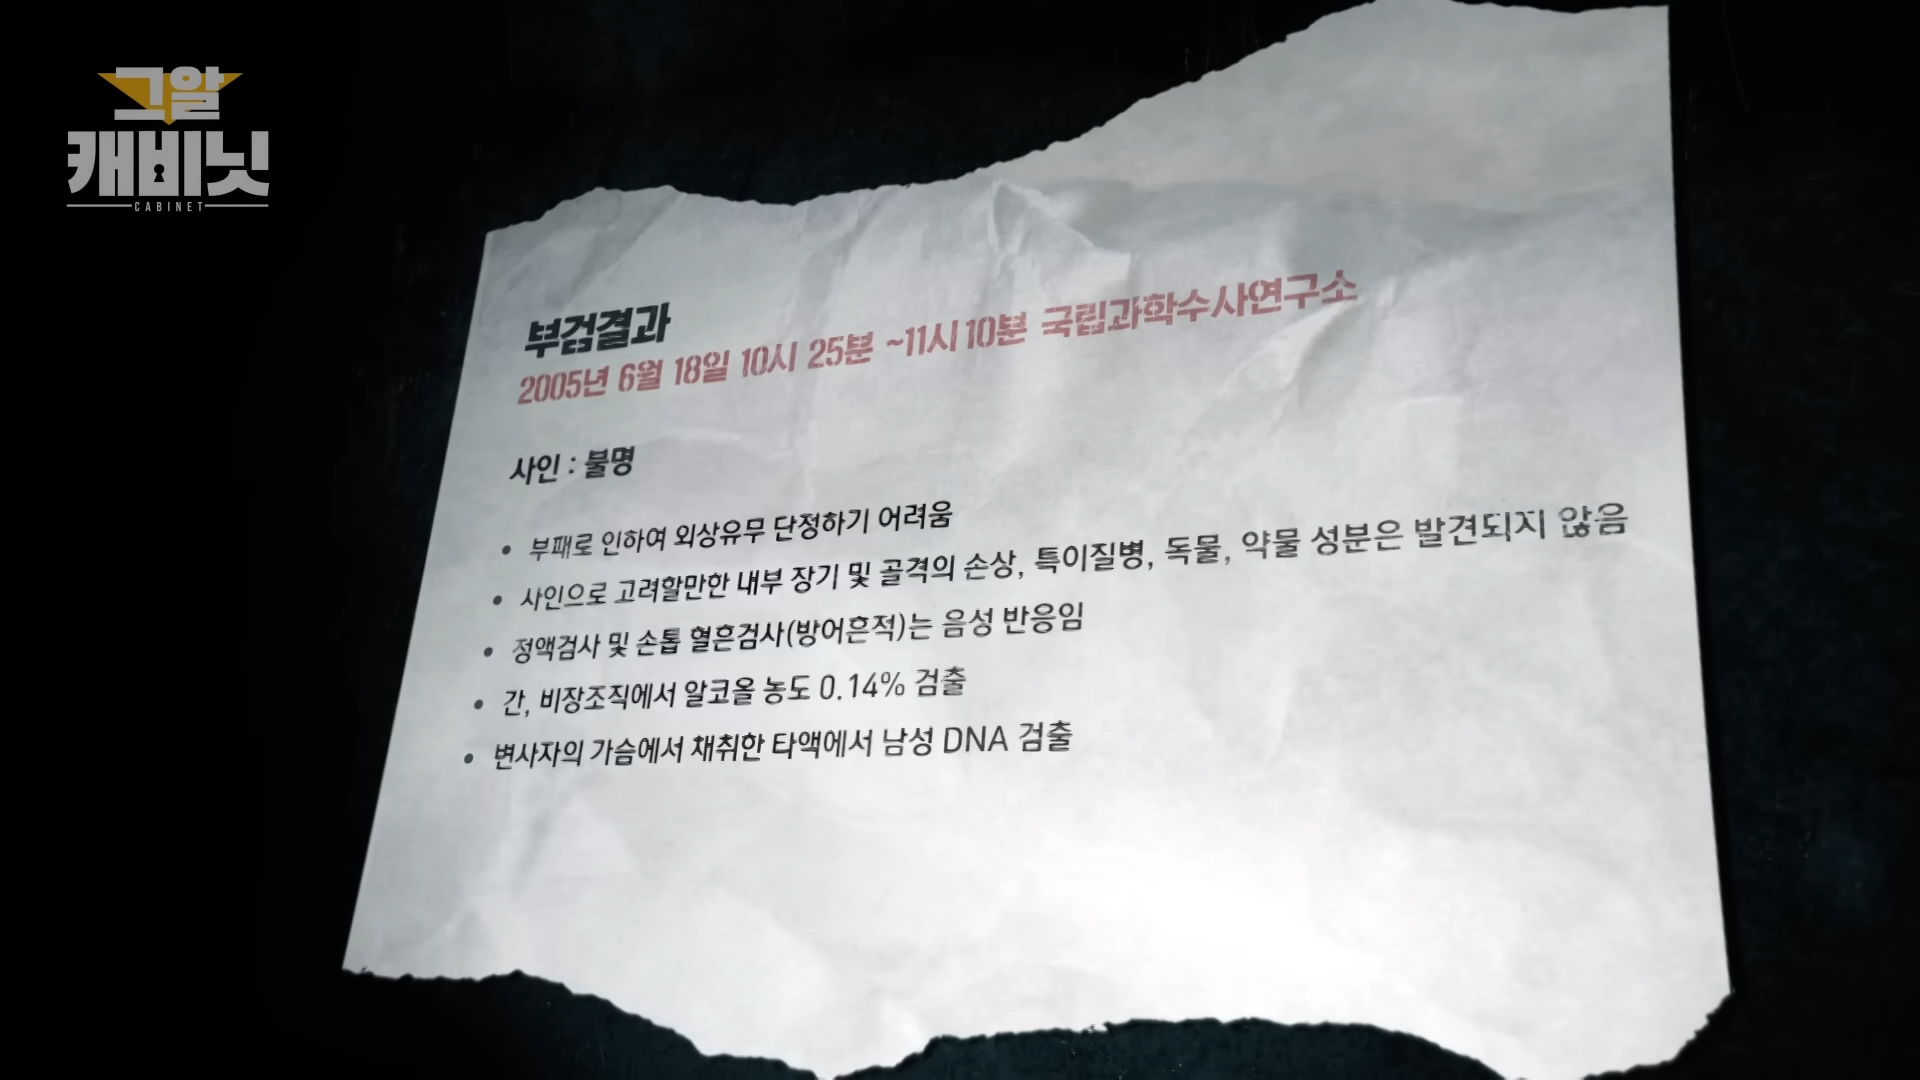 그알
캐비닛
CABINET
부검결과
2005년 6월 18일 10시 25분 ~11시 10분 국립과학수사연구소
사인 : 불명
• 부패로 인하여 외상유무 단정하기 어려움
• 사인으로 고려할만한 내부 장기 및 골격의 손상, 특이질병, 독물, 약물 성분은 발견되지 않음
• 정액검사 및 손톱 혈흔검사(방어흔적)는 음성 반응임
• 간, 비장조직에서 알코올 농도 0.14% 검출
• 변사자의 가슴에서 채취한 타액에서 남성 DNA 검출